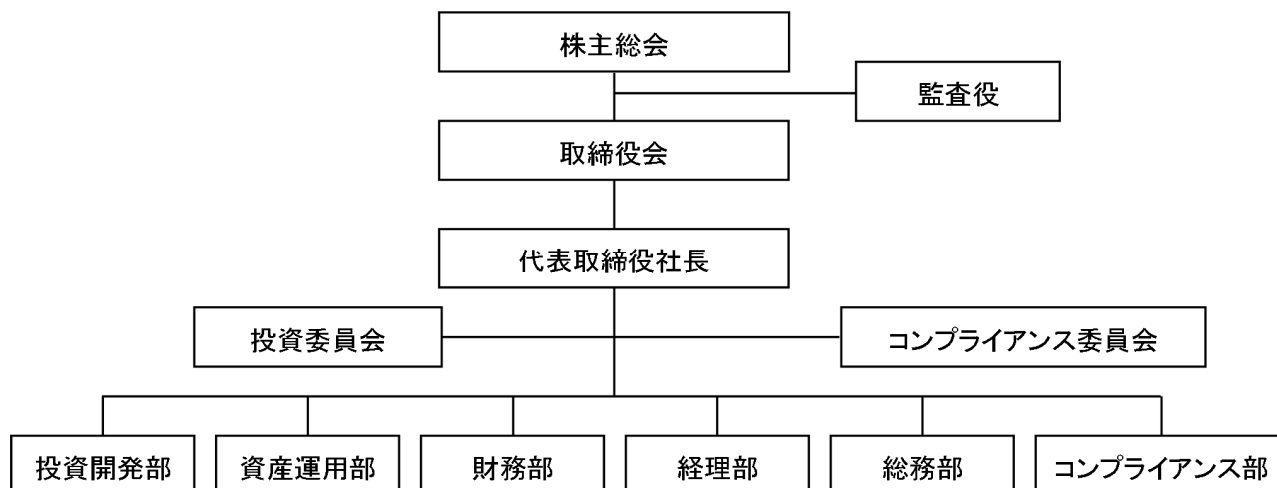 株主総会
監査役
取締役会
代表取締役社長
投資委員会
コンプライアンス委員会
投資開発部
資産運用部
財務部
経理部
総務部
コンプライアンス部